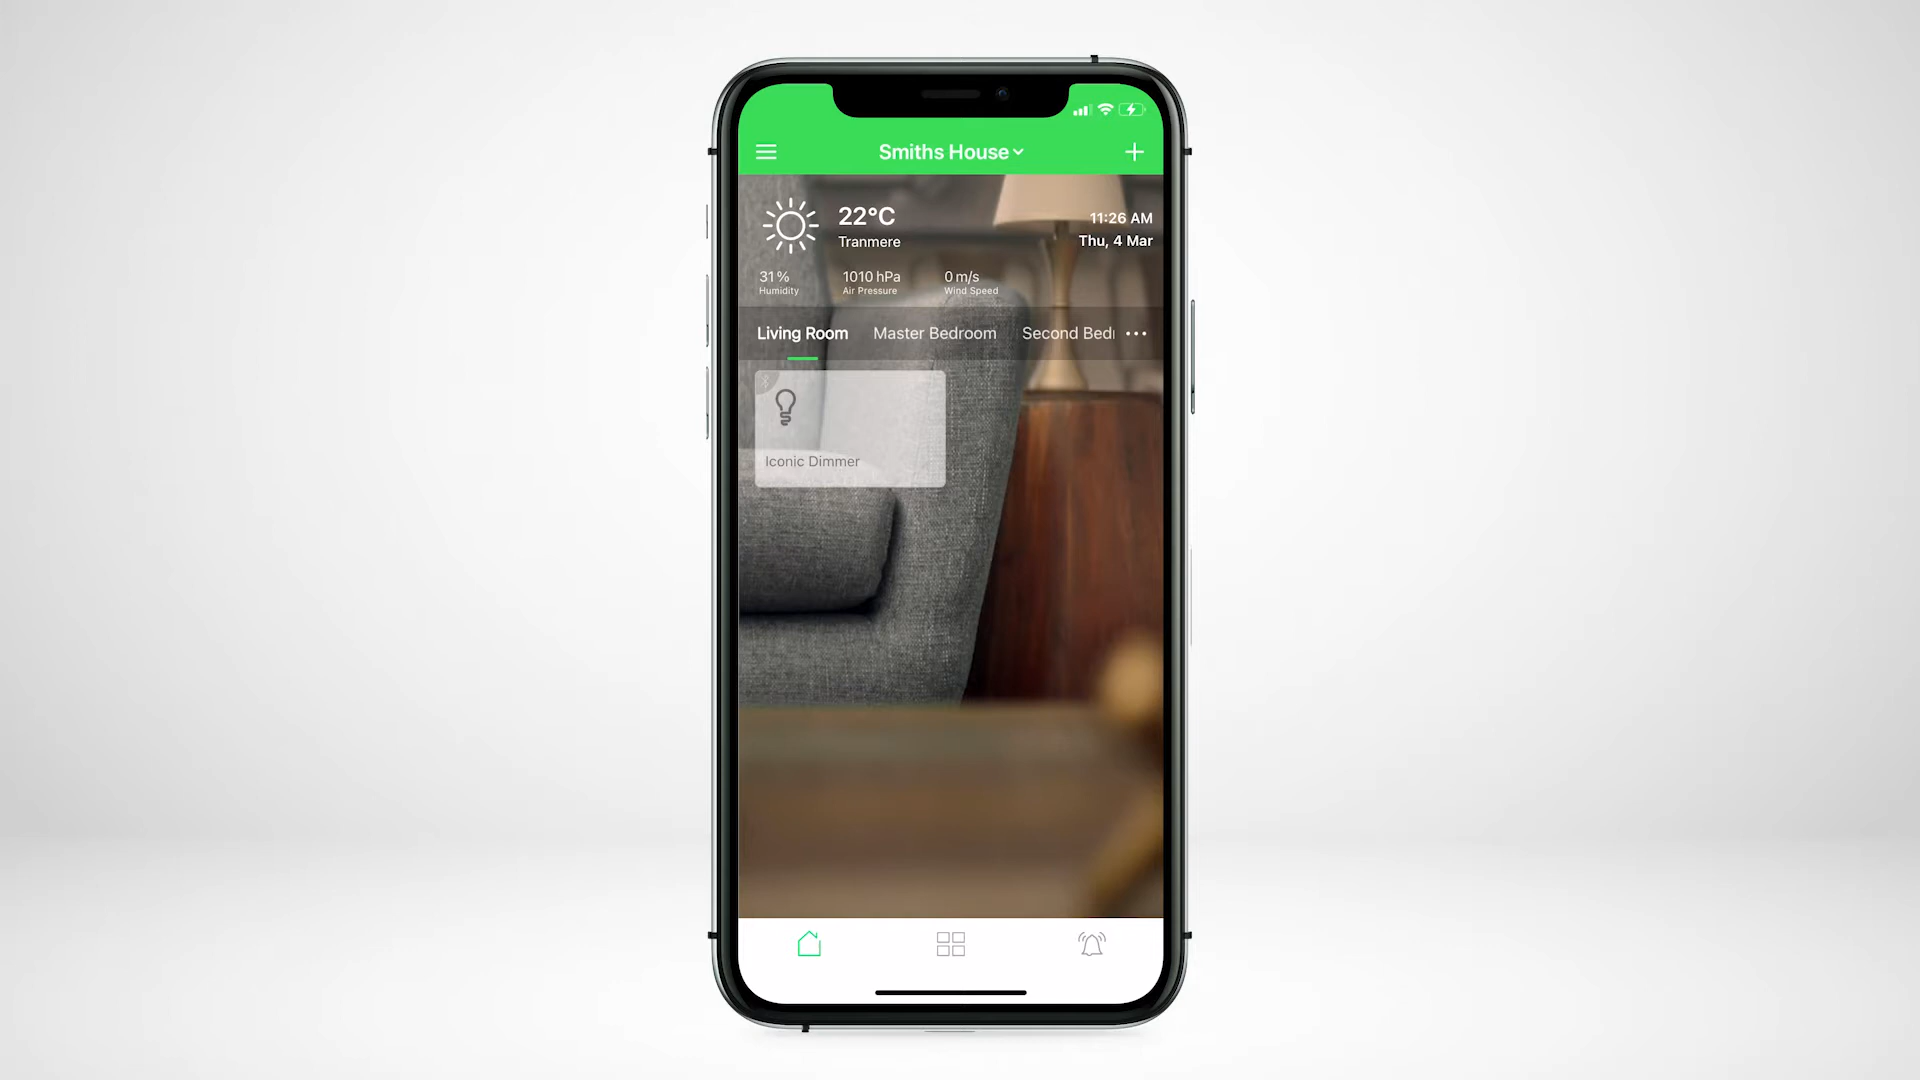 Smiths House
22°C
Tranmere
11:26 AM
Thu, 4 Mar
31% 1010 hPa 0 m/s
Humidity Air Pressure Wind Speed
Living Room Master Bedroom Second Bed
Iconic Dimmer